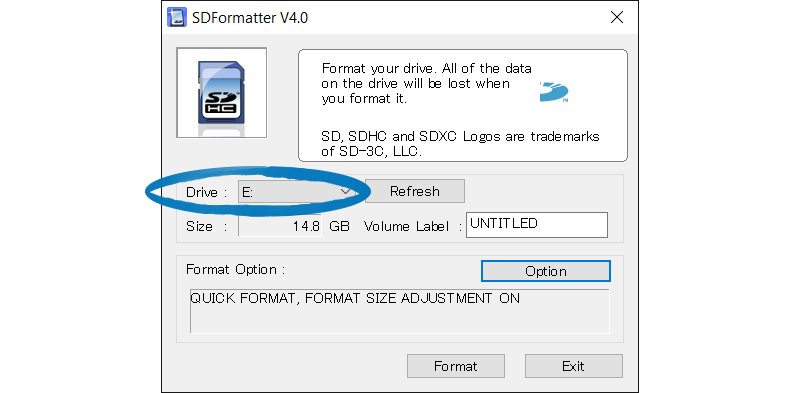 SDFormatter V4.0
SD
HC
Format your drive. All of the data
on the drive will be lost when
you format it.
TM
SD, SDHC and SDXC Logos are trademarks
of SD-3C, LLC.
Drive : E: Refresh
Size : 14.8 GB Volume Label : UNTITLED
Format Option :
Option
QUICK FORMAT, FORMAT SIZE ADJUSTMENT ON
Format Exit